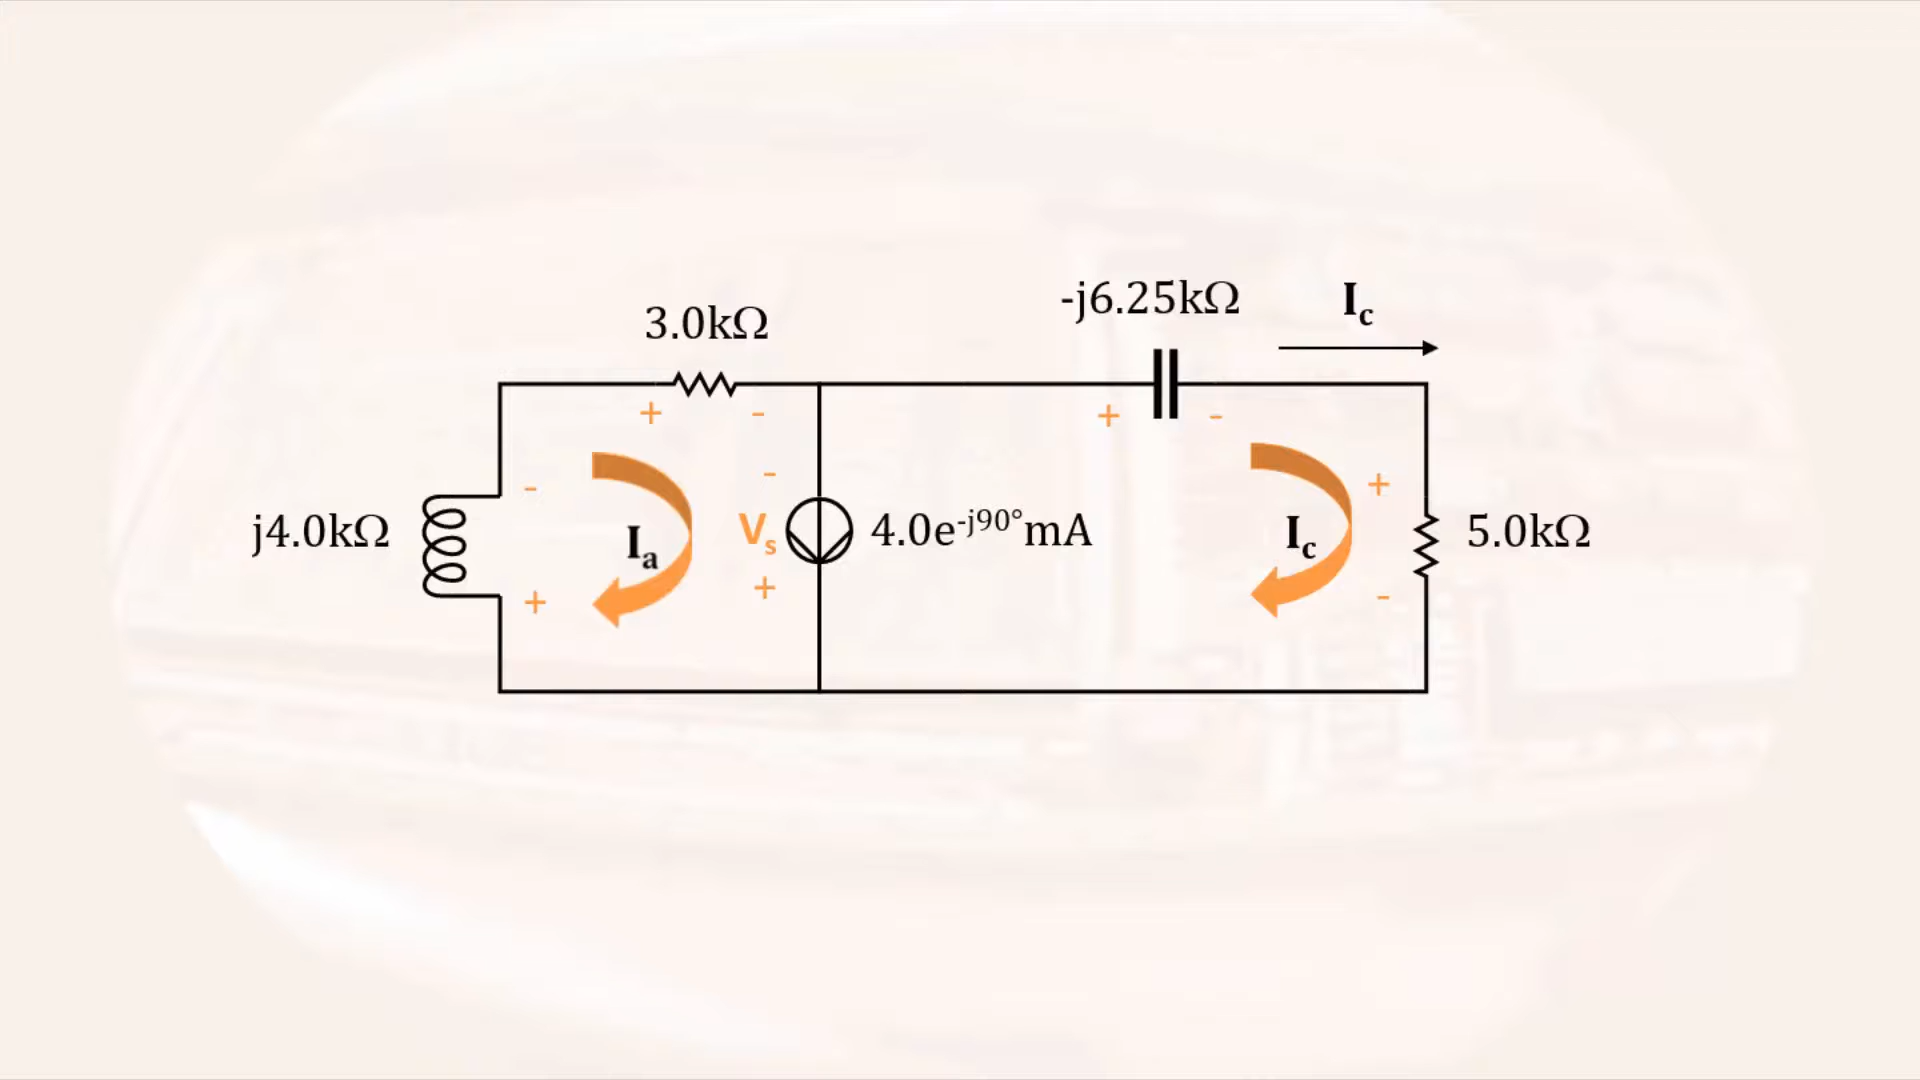 -j6.25kΩ
I_c
3.0kΩ
+ -
+ -
- +
- +
j4.0kΩ I_a V_s 4.0e^-j90°mA I_c 5.0kΩ
+ + -